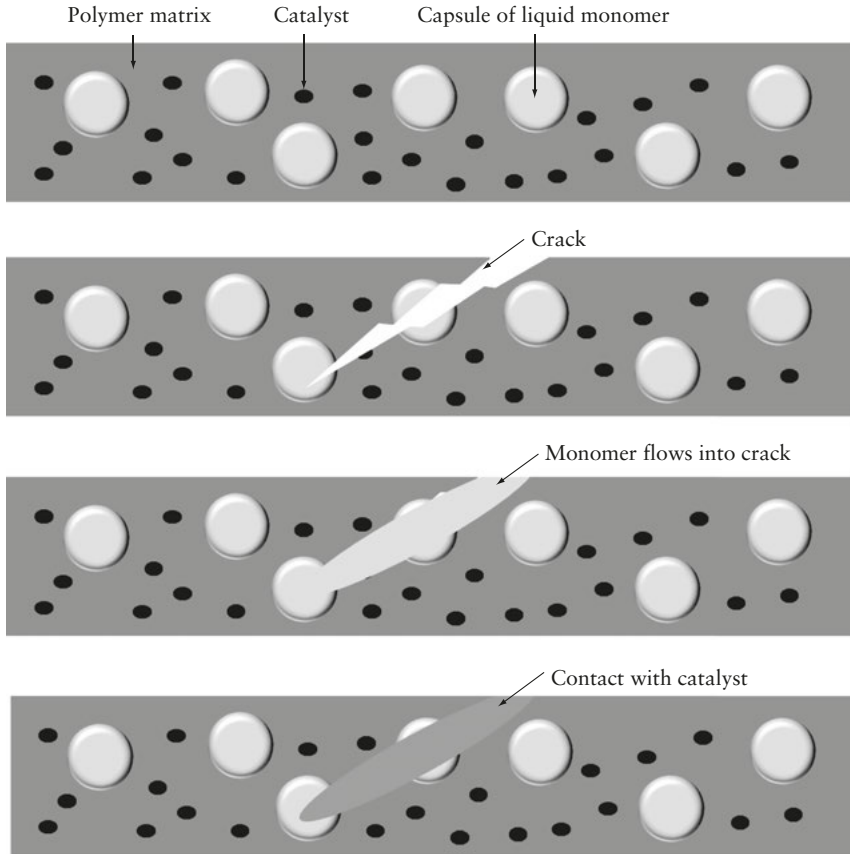 Polymer matrix
Catalyst
Capsule of liquid monomer
Crack
Monomer flows into crack
Contact with catalyst